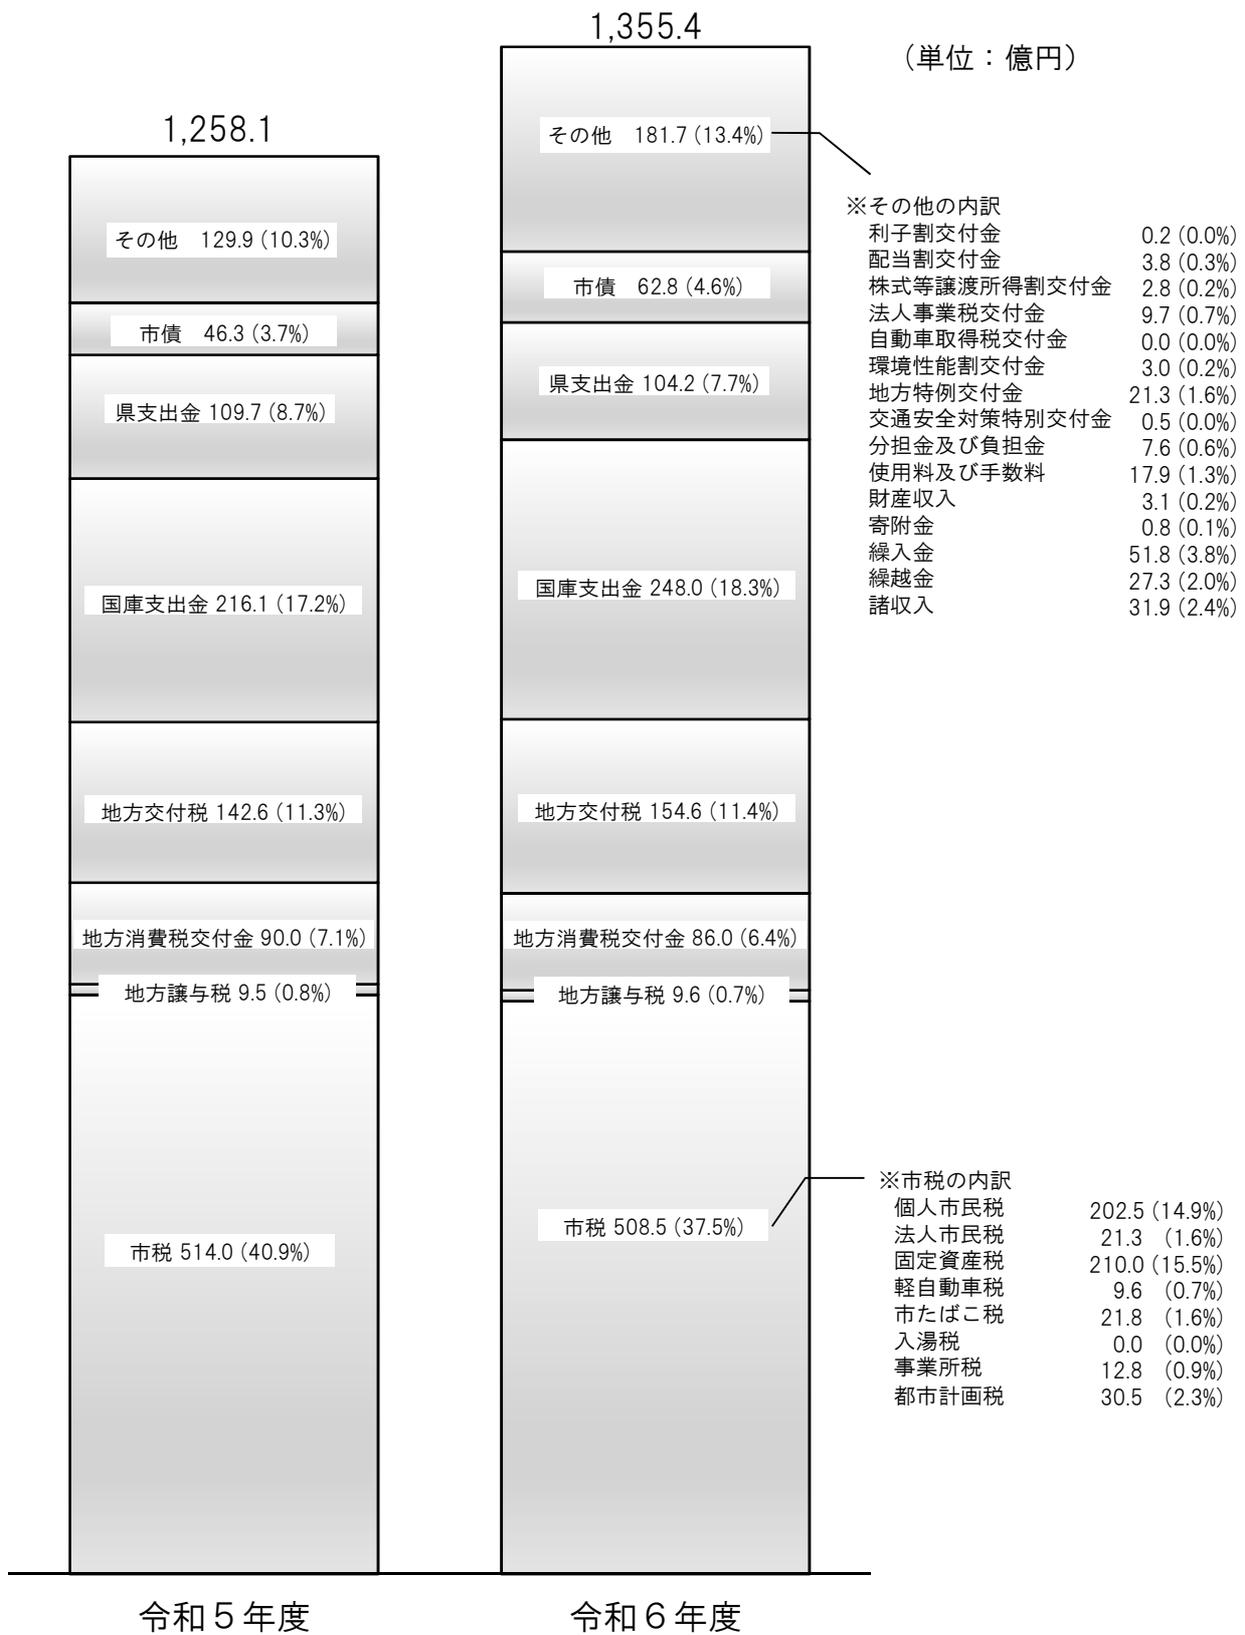 1,355.4
(単位：億円)
1,258.1
その他　129.9 (10.3%)
市債　46.3 (3.7%)
県支出金 109.7 (8.7%)
国庫支出金 216.1 (17.2%)
地方交付税 142.6 (11.3%)
地方消費税交付金 90.0 (7.1%)
地方譲与税 9.5 (0.8%)
市税 514.0 (40.9%)
令和５年度
その他　181.7 (13.4%)
市債　62.8 (4.6%)
県支出金 104.2 (7.7%)
国庫支出金 248.0 (18.3%)
地方交付税 154.6 (11.4%)
地方消費税交付金 86.0 (6.4%)
地方譲与税 9.6 (0.7%)
市税 508.5 (37.5%)
令和６年度
※その他の内訳
利子割交付金 0.2 (0.0%)
配当割交付金 3.8 (0.3%)
株式等譲渡所得割交付金 2.8 (0.2%)
法人事業税交付金 9.7 (0.7%)
自動車取得税交付金 0.0 (0.0%)
環境性能割交付金 3.0 (0.2%)
地方特例交付金 21.3 (1.6%)
交通安全対策特別交付金 0.5 (0.0%)
分担金及び負担金 7.6 (0.6%)
使用料及び手数料 17.9 (1.3%)
財産収入 3.1 (0.2%)
寄附金 0.8 (0.1%)
繰入金 51.8 (3.8%)
繰越金 27.3 (2.0%)
諸収入 31.9 (2.4%)
※市税の内訳
個人市民税 202.5 (14.9%)
法人市民税 21.3 (1.6%)
固定資産税 210.0 (15.5%)
軽自動車税 9.6 (0.7%)
市たばこ税 21.8 (1.6%)
入湯税 0.0 (0.0%)
事業所税 12.8 (0.9%)
都市計画税 30.5 (2.3%)